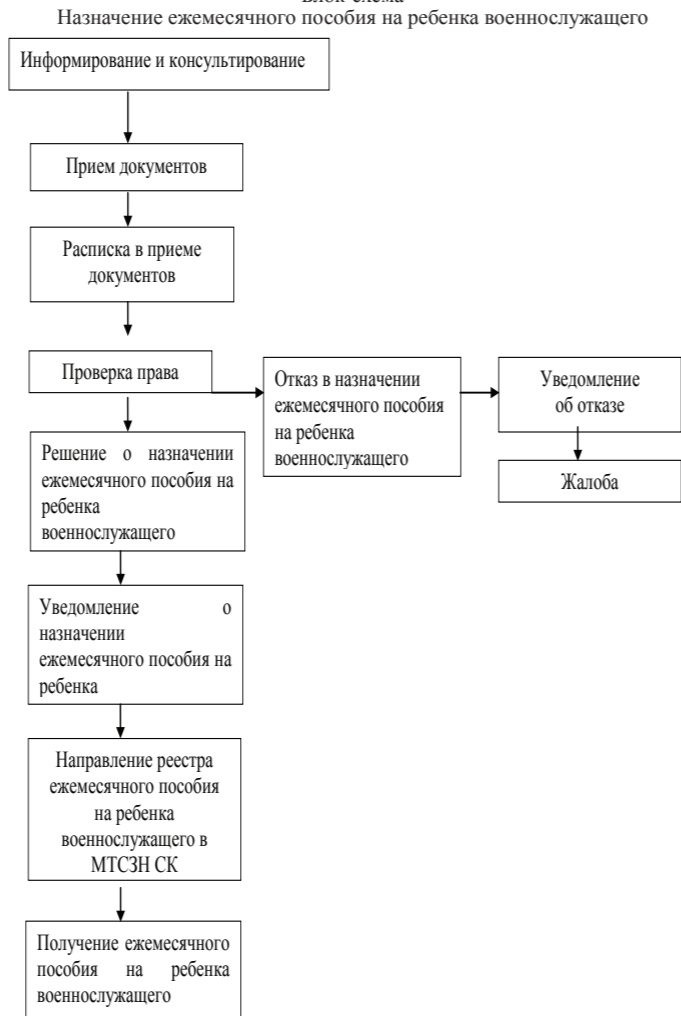 Блок-схема
Назначение ежемесячного пособия на ребенка военнослужащего
Информирование и консультирование
Прием документов
Расписка в приеме
документов
Проверка права
Отказ в назначении
ежемесячного пособия
на ребенка
военнослужащего
Уведомление
об отказе
Жалоба
Решение о назначении
ежемесячного пособия на
ребенка
военнослужащего
Уведомление о
назначении
ежемесячного пособия на
ребенка
Направление реестра
ежемесячного пособия
на ребенка
военнослужащего в
МТСЗН СК
Получение ежемесячного
пособия на ребенка
военнослужащего